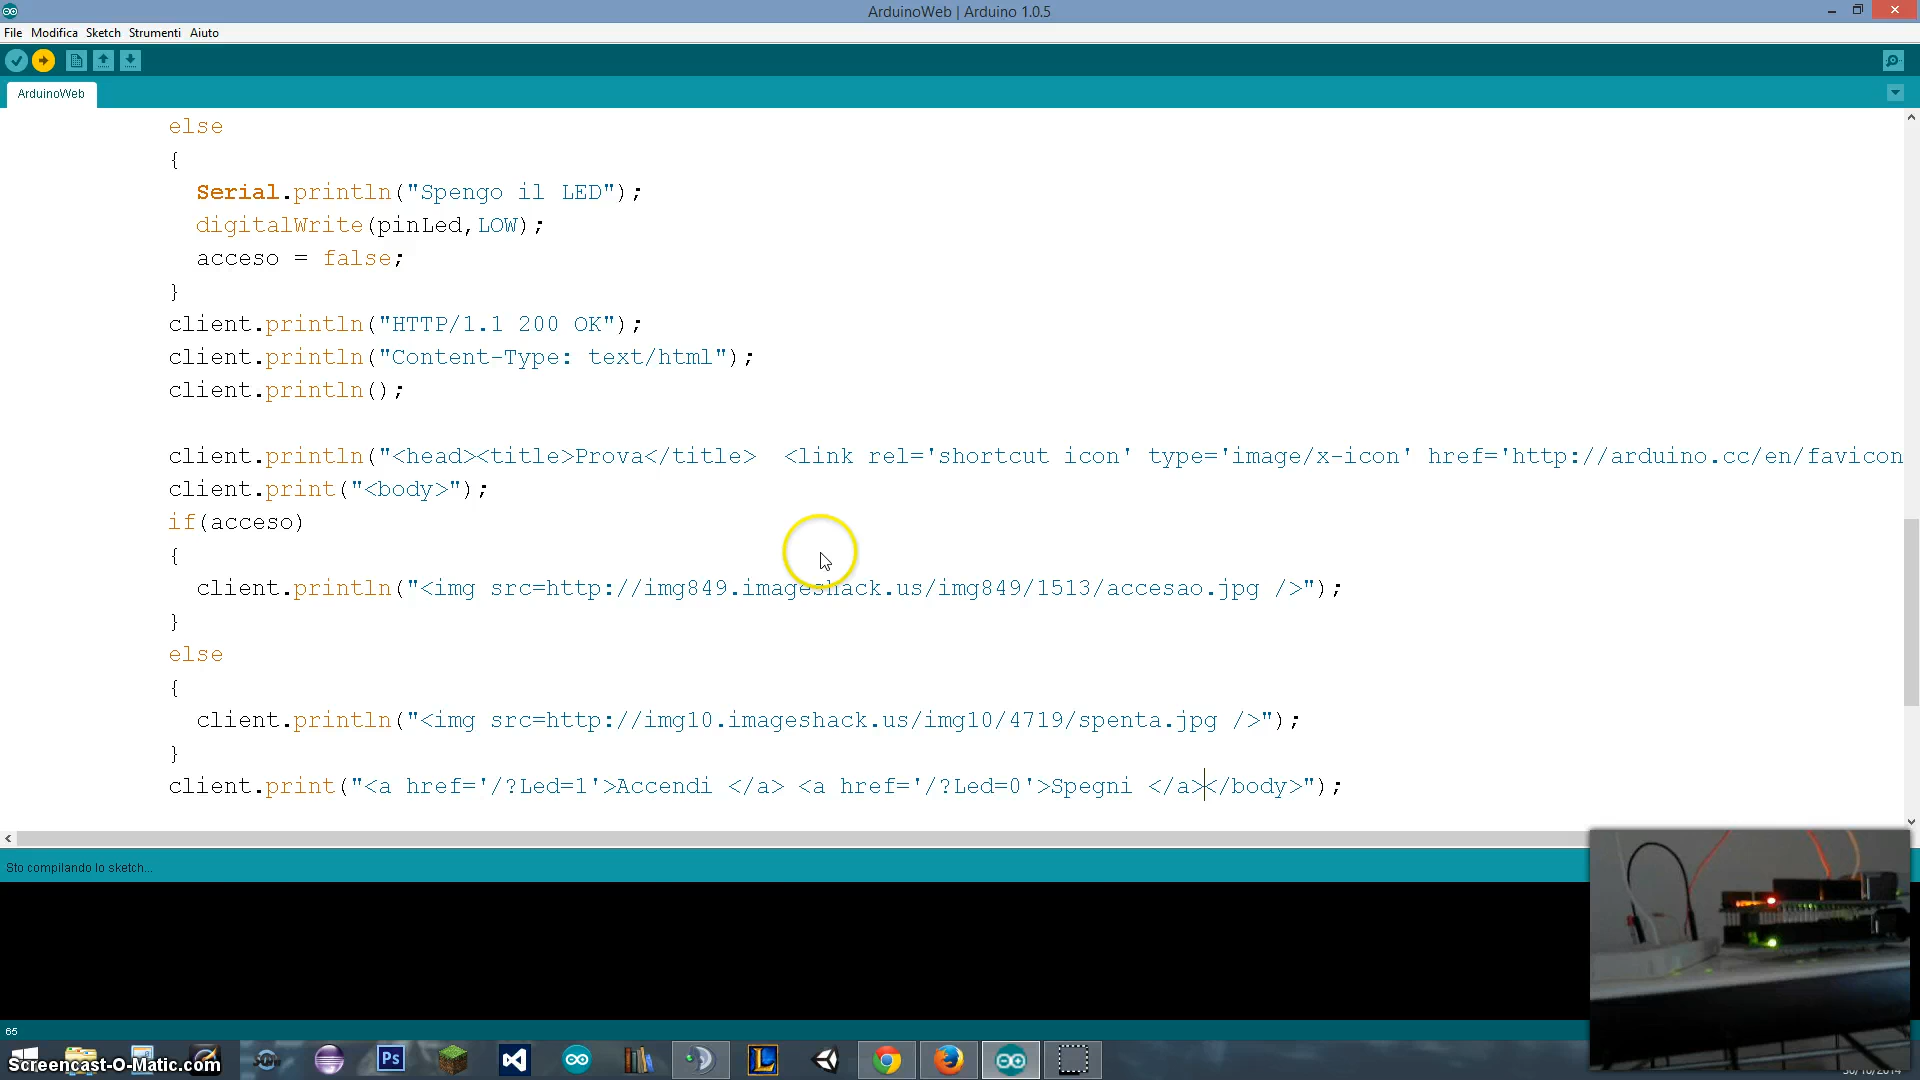 ArduinoWeb | Arduino 1.0.5
File Modifica Sketch Strumenti Aiuto
ArduinoWeb
else
{
Serial.println("Spengo il LED");
digitalWrite(pinLed,LOW);
acceso = false;
}
client.println("HTTP/1.1 200 OK");
client.println("Content-Type: text/html");
client.println();
client.println("<head><title>Prova</title>  <link rel='shortcut icon' type='image/x-icon' href='http://arduino.cc/en/favicon
client.print("<body>");
if(acceso)
{
client.println("<img src=http://img849.imageshack.us/img849/1513/accesao.jpg />");
}
else
{
client.println("<img src=http://img10.imageshack.us/img10/4719/spenta.jpg />");
}
client.print("<a href='/?Led=1'>Accendi </a> <a href='/?Led=0'>Spegni </a></body>");
Sto compilando lo sketch...
65
Ps
L
Screencast-O-Matic.com